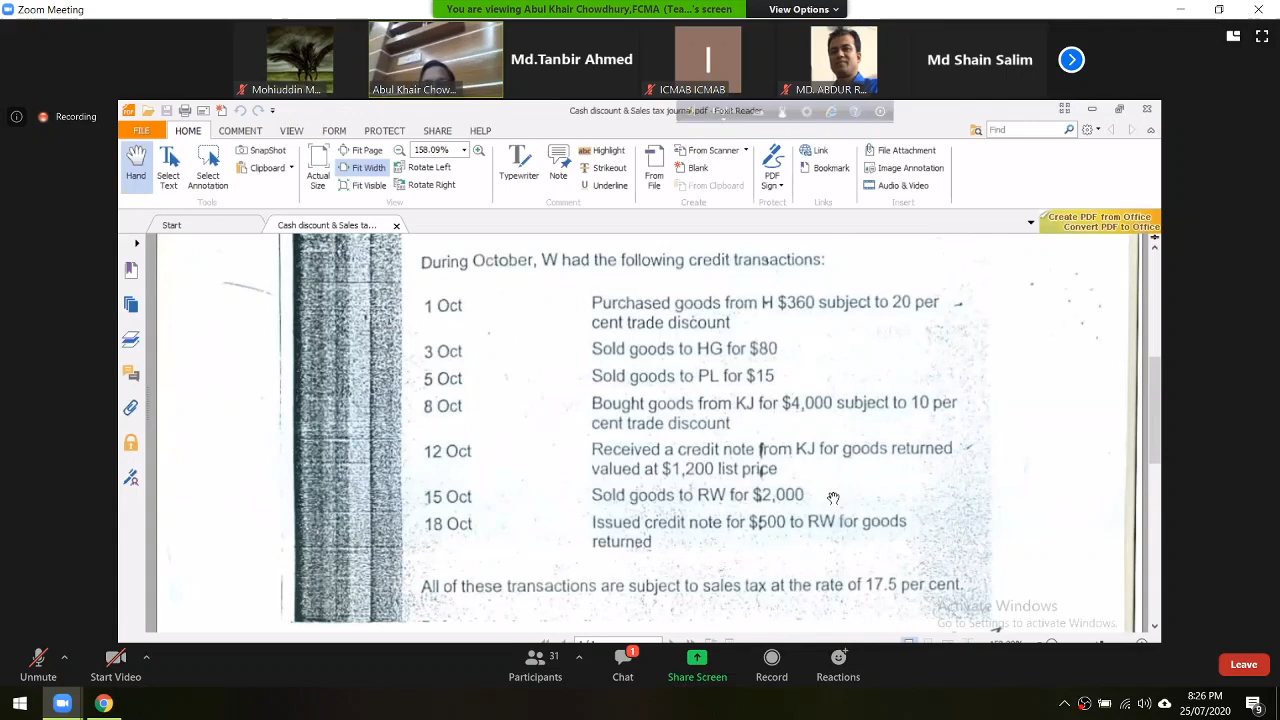 Zoom Meeting
You are viewing Abul Khair Chowdhury,FCMA (Tea...'s screen
View Options
Mohiuddin M...
Abul Khair Chow...
Md.Tanbir Ahmed
I
ICMAB ICMAB
MD. ABDUR R...
Md Shain Salim
Recording
Cash discount & Sales tax journal.pdf - Foxit Reader
FILE HOME COMMENT VIEW FORM PROTECT SHARE HELP
Find
Hand
Select Text
Select Annotation
SnapShot
Clipboard
Tools
Actual Size
Fit Page
Fit Width
Fit Visible
158.09%
Rotate Left
Rotate Right
View
Typewriter
Note
Highlight
Strikeout
Underline
Comment
From File
From Scanner
Blank
From Clipboard
Create
PDF Sign
Protect
Link
Bookmark
Links
File Attachment
Image Annotation
Audio & Video
Insert
Start
Cash discount & Sales ta...
Create PDF from Office
Convert PDF to Office
During October, W had the following credit transactions:
1 Oct Purchased goods from H $360 subject to 20 per
cent trade discount
3 Oct Sold goods to HG for $80
5 Oct Sold goods to PL for $15
8 Oct Bought goods from KJ for $4,000 subject to 10 per
cent trade discount
12 Oct Received a credit note from KJ for goods returned
valued at $1,200 list price
15 Oct Sold goods to RW for $2,000
18 Oct Issued credit note for $500 to RW for goods
returned
All of these transactions are subject to sales tax at the rate of 17.5 per cent.
Activate Windows
Go to Settings to activate Windows.
Unmute
Start Video
31
Participants
1
Chat
Share Screen
Record
Reactions
Leave
8:26 PM
25/07/2020
9